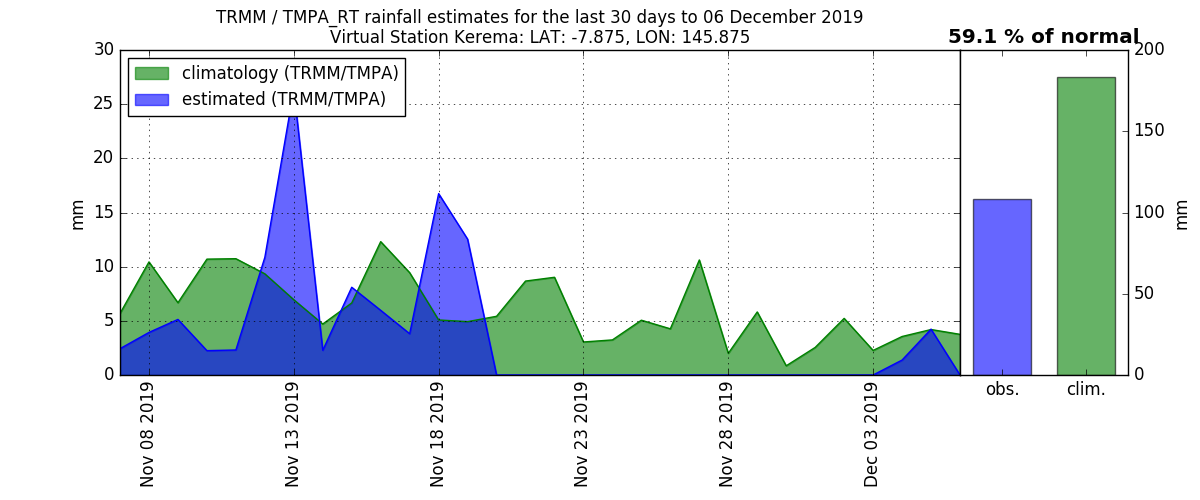 TRMM / TMPA_RT rainfall estimates for the last 30 days to 06 December 2019
Virtual Station Kerema: LAT: -7.875, LON: 145.875
59.1 % of normal
climatology (TRMM/TMPA)
estimated (TRMM/TMPA)
30
25
20
15
10
5
0
mm
Nov 08 2019
Nov 13 2019
Nov 18 2019
Nov 23 2019
Nov 28 2019
Dec 03 2019
200
150
100
50
0
mm
obs.
clim.